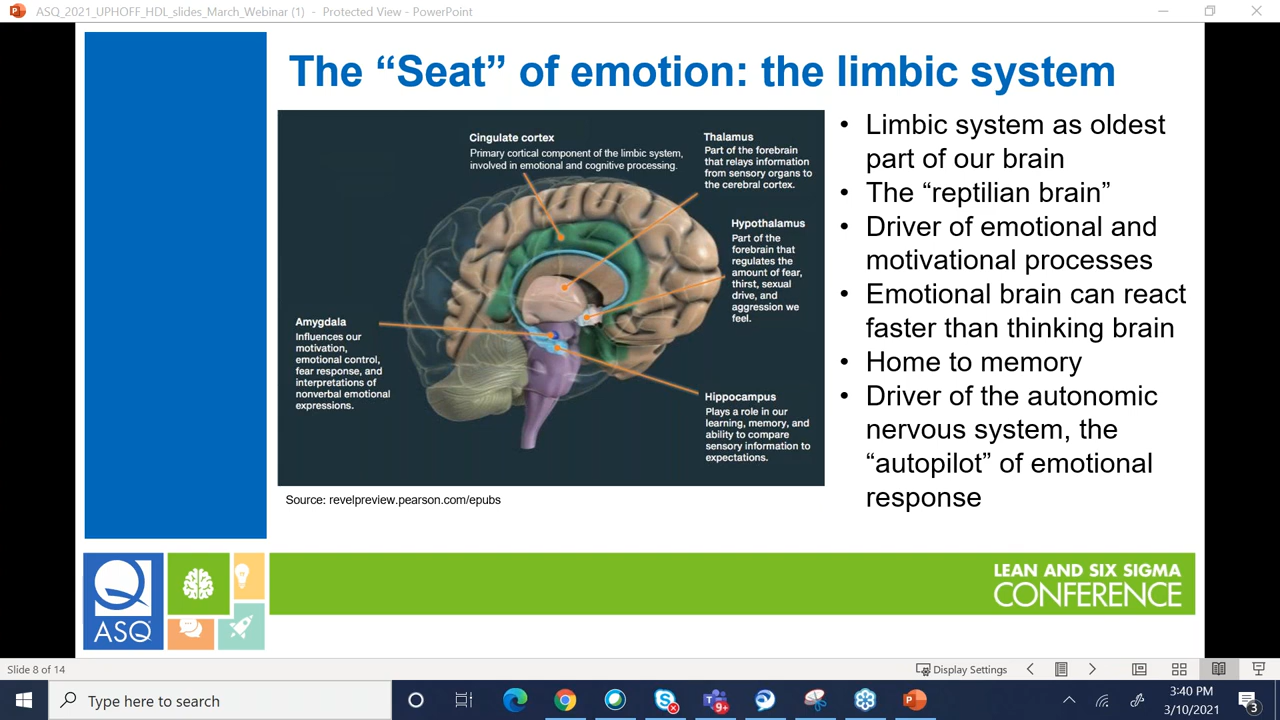 ASQ_2021_UPHOFF_HDL_slides_March_Webinar (1) - Protected View - PowerPoint
The “Seat” of emotion: the limbic system
Cingulate cortex
Primary cortical component of the limbic system,
involved in emotional and cognitive processing.
Thalamus
Part of the forebrain
that relays information
from sensory organs to
the cerebral cortex.
Hypothalamus
Part of the
forebrain that
regulates the
amount of fear,
thirst, sexual
drive, and
aggression we
feel.
Amygdala
Influences our
motivation,
emotional control,
fear response, and
interpretations of
nonverbal emotional
expressions.
Hippocampus
Plays a role in our
learning, memory, and
ability to compare
sensory information to
expectations.
Source: revelpreview.pearson.com/epubs
• Limbic system as oldest
part of our brain
• The “reptilian brain”
• Driver of emotional and
motivational processes
• Emotional brain can react
faster than thinking brain
• Home to memory
• Driver of the autonomic
nervous system, the
“autopilot” of emotional
response
ASQ
LEAN AND SIX SIGMA
CONFERENCE
Slide 8 of 14
Display Settings
Type here to search
9+
3:40 PM
3/10/2021
3